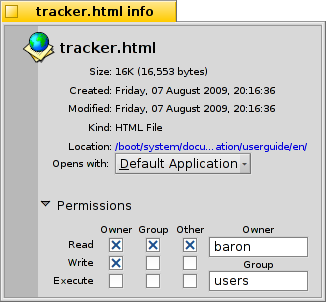 tracker.html info
tracker.html
Size: 16K (16,553 bytes)
Created: Friday, 07 August 2009, 20:16:36
Modified: Friday, 07 August 2009, 20:16:36
Kind: HTML File
Location: /boot/system/docu...ation/userguide/en/
Opens with: Default Application
Permissions
Owner Group Other Owner
Read baron
Write Group
Execute users